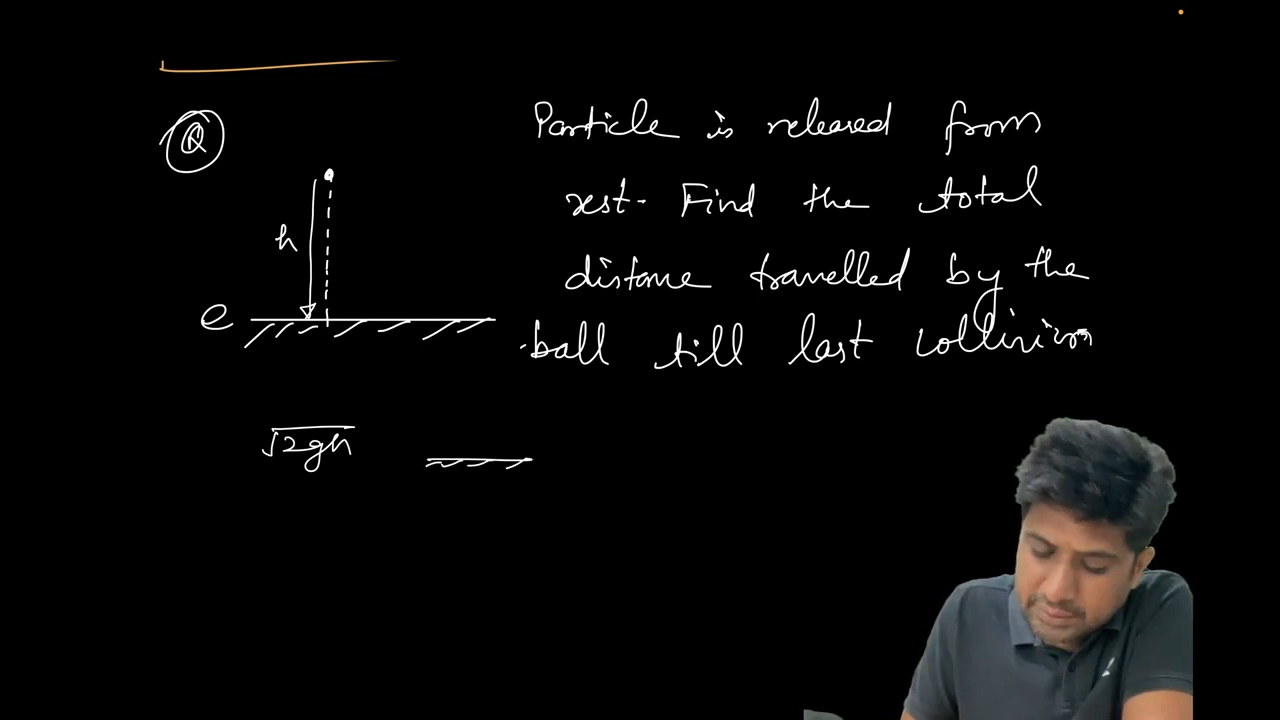 Q
Particle is released from
rest. Find the total
h
distance travelled by the
e
ball till last collision
√2gh